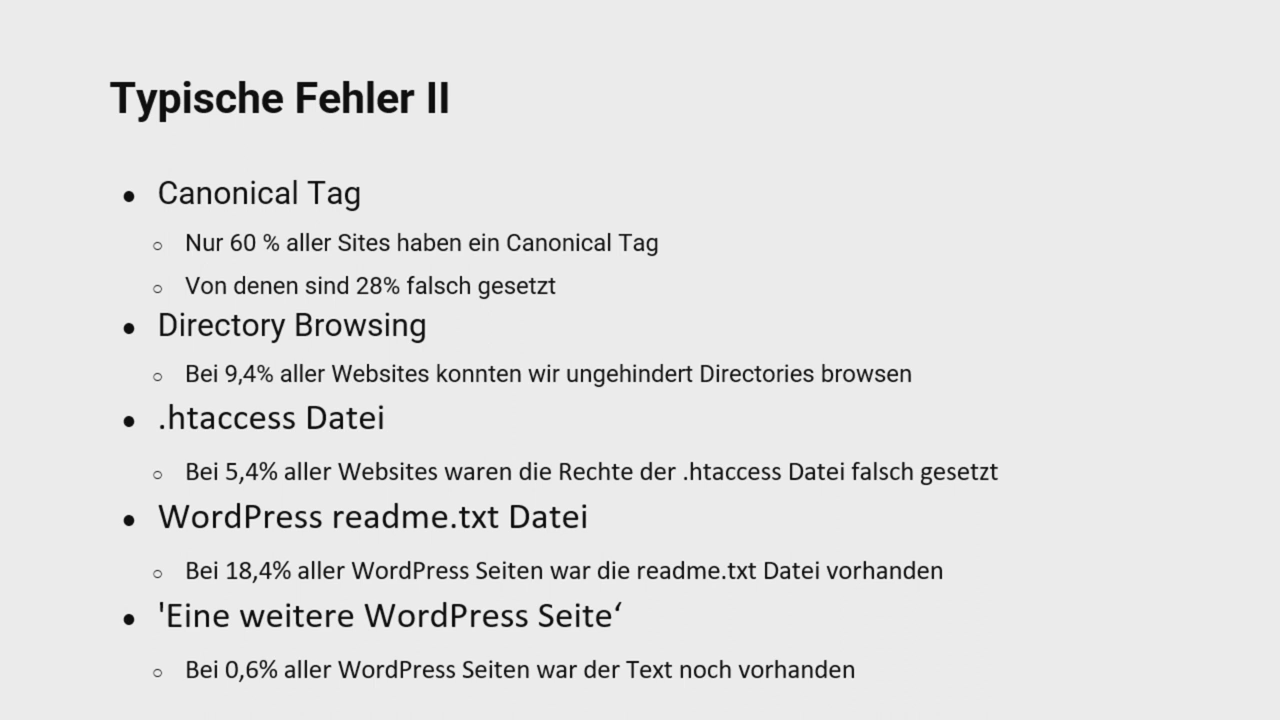 Typische Fehler II
● Canonical Tag
○ Nur 60 % aller Sites haben ein Canonical Tag
○ Von denen sind 28% falsch gesetzt
● Directory Browsing
○ Bei 9,4% aller Websites konnten wir ungehindert Directories browsen
● .htaccess Datei
○ Bei 5,4% aller Websites waren die Rechte der .htaccess Datei falsch gesetzt
● WordPress readme.txt Datei
○ Bei 18,4% aller WordPress Seiten war die readme.txt Datei vorhanden
● 'Eine weitere WordPress Seite‘
○ Bei 0,6% aller WordPress Seiten war der Text noch vorhanden